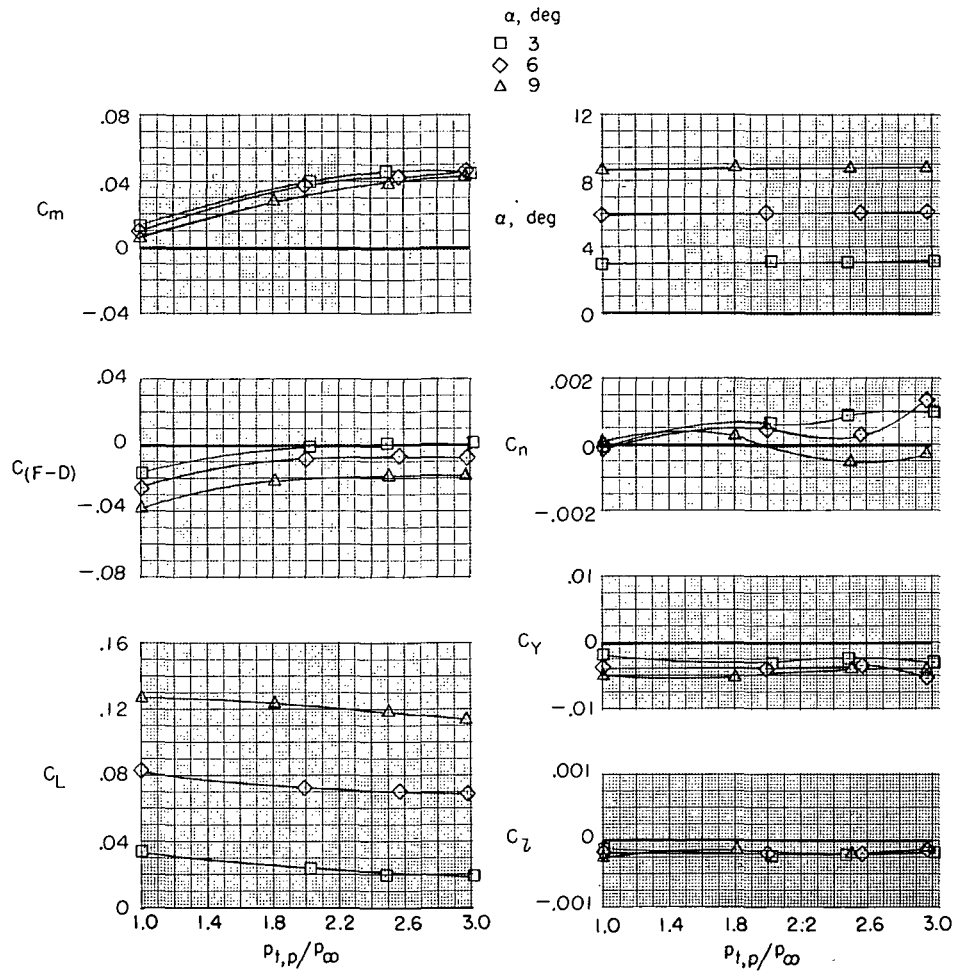 α, deg
□ 3
◇ 6
△ 9
.08
.04
0
-.04
Cm
12
8
4
0
α, deg
.04
0
-.04
-.08
C(F-D)
.002
0
-.002
Cn
.01
0
-.01
CY
.16
.12
.08
.04
0
CL
.001
0
-.001
Cl
1.0 1.4 1.8 2.2 2.6 3.0
pt,p/p∞
1.0 1.4 1.8 2.2 2.6 3.0
pt,p/p∞